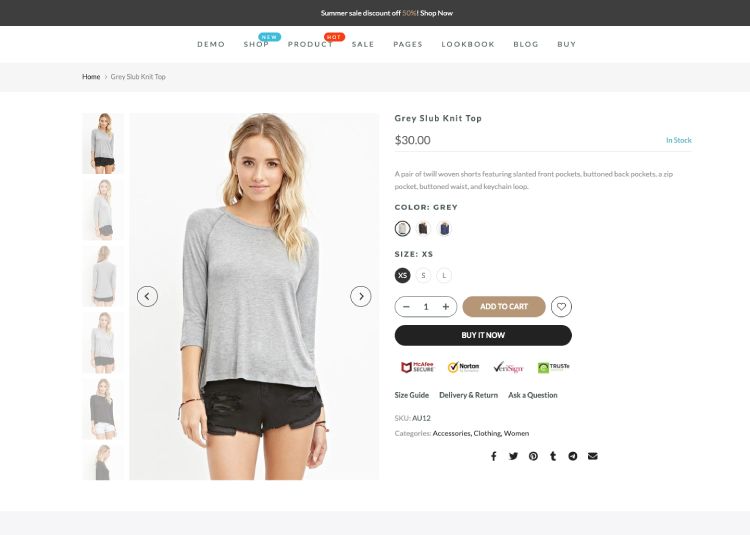 Summer sale discount off 50%! Shop Now
DEMO SHOP NEW PRODUCT HOT SALE PAGES LOOKBOOK BLOG BUY
Home > Grey Slub Knit Top
Grey Slub Knit Top
$30.00 In Stock
A pair of twill woven shorts featuring slanted front pockets, buttoned back pockets, a zip
pocket, buttoned waist, and keychain loop.
COLOR: GREY
SIZE: XS
XS S L
− 1 + ADD TO CART
BUY IT NOW
McAfee SECURE Norton VeriSign TRUSTe
Size Guide Delivery & Return Ask a Question
SKU: AU12
Categories: Accessories, Clothing, Women